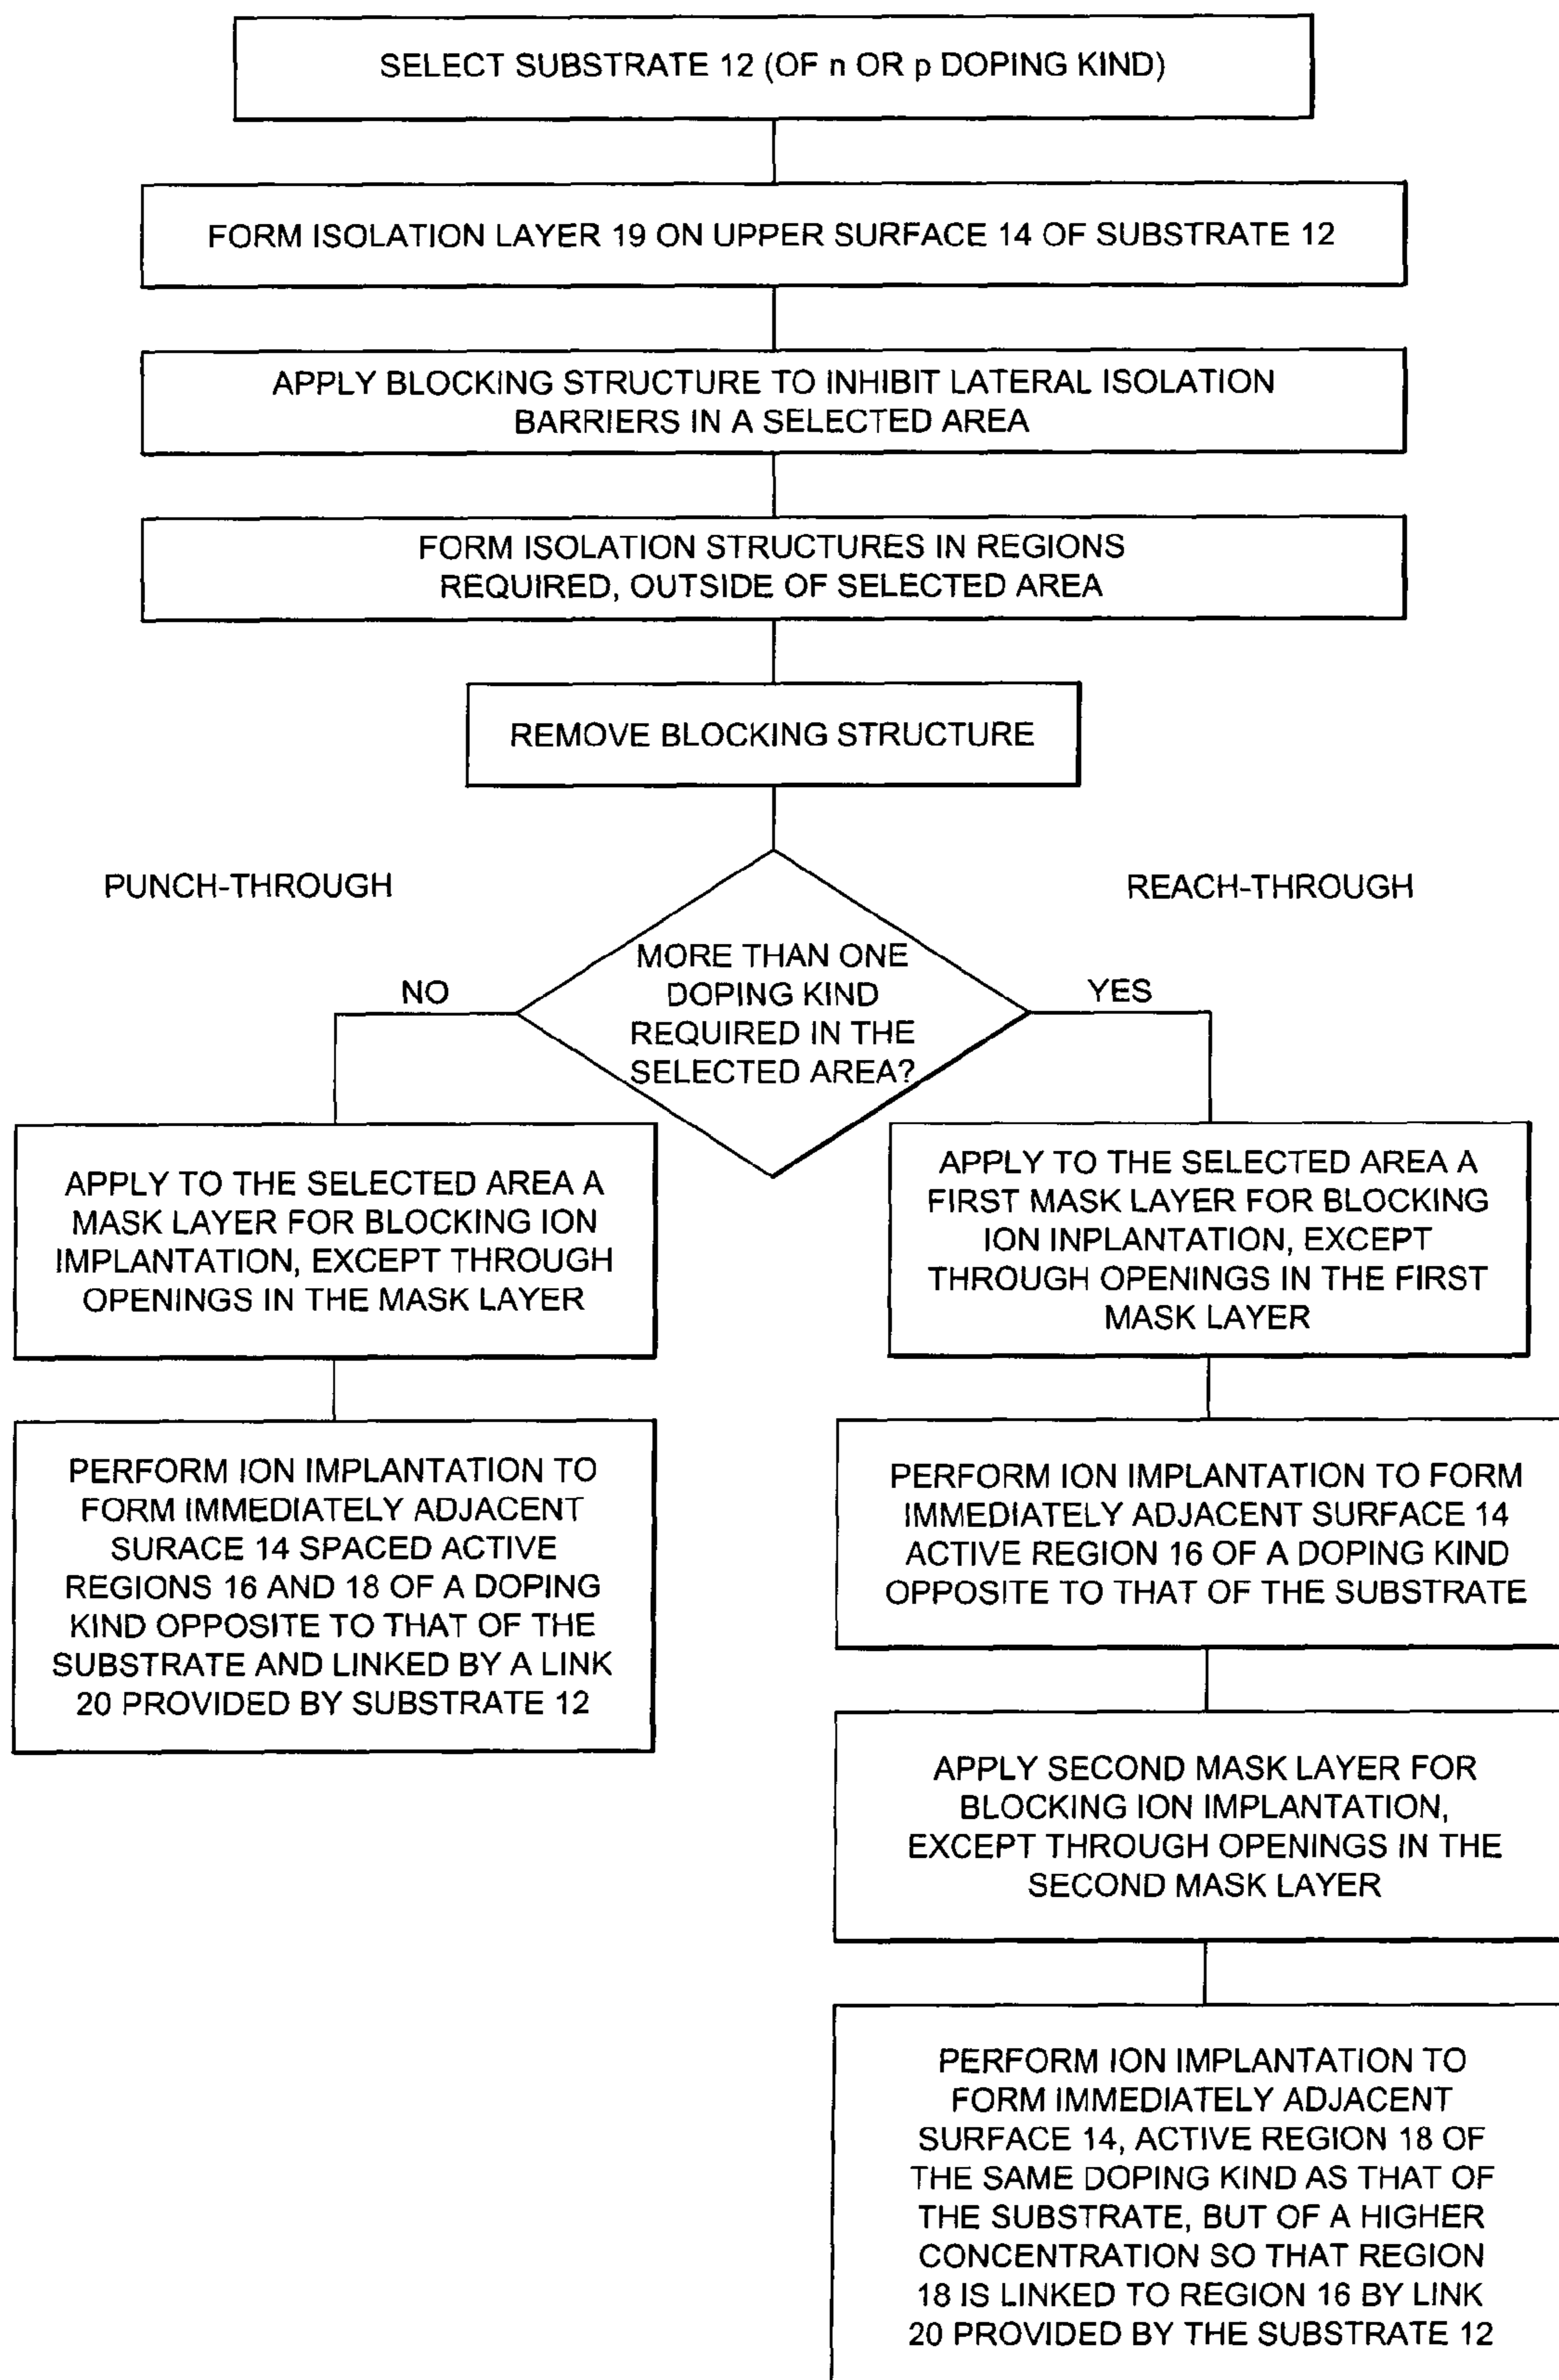 SELECT SUBSTRATE 12 (OF n OR p DOPING KIND)
FORM ISOLATION LAYER 19 ON UPPER SURFACE 14 OF SUBSTRATE 12
APPLY BLOCKING STRUCTURE TO INHIBIT LATERAL ISOLATION
BARRIERS IN A SELECTED AREA
FORM ISOLATION STRUCTURES IN REGIONS
REQUIRED, OUTSIDE OF SELECTED AREA
REMOVE BLOCKING STRUCTURE
PUNCH-THROUGH
REACH-THROUGH
MORE THAN ONE
DOPING KIND
REQUIRED IN THE
SELECTED AREA?
NO
YES
APPLY TO THE SELECTED AREA A
MASK LAYER FOR BLOCKING ION
IMPLANTATION, EXCEPT THROUGH
OPENINGS IN THE MASK LAYER
PERFORM ION IMPLANTATION TO
FORM IMMEDIATELY ADJACENT
SURACE 14 SPACED ACTIVE
REGIONS 16 AND 18 OF A DOPING
KIND OPPOSITE TO THAT OF THE
SUBSTRATE AND LINKED BY A LINK
20 PROVIDED BY SUBSTRATE 12
APPLY TO THE SELECTED AREA A
FIRST MASK LAYER FOR BLOCKING
ION INPLANTATION, EXCEPT
THROUGH OPENINGS IN THE FIRST
MASK LAYER
PERFORM ION IMPLANTATION TO FORM
IMMEDIATELY ADJACENT SURFACE 14
ACTIVE REGION 16 OF A DOPING KIND
OPPOSITE TO THAT OF THE SUBSTRATE
APPLY SECOND MASK LAYER FOR
BLOCKING ION IMPLANTATION,
EXCEPT THROUGH OPENINGS IN THE
SECOND MASK LAYER
PERFORM ION IMPLANTATION TO
FORM IMMEDIATELY ADJACENT
SURFACE 14, ACTIVE REGION 18 OF
THE SAME DOPING KIND AS THAT OF
THE SUBSTRATE, BUT OF A HIGHER
CONCENTRATION SO THAT REGION
18 IS LINKED TO REGION 16 BY LINK
20 PROVIDED BY THE SUBSTRATE 12